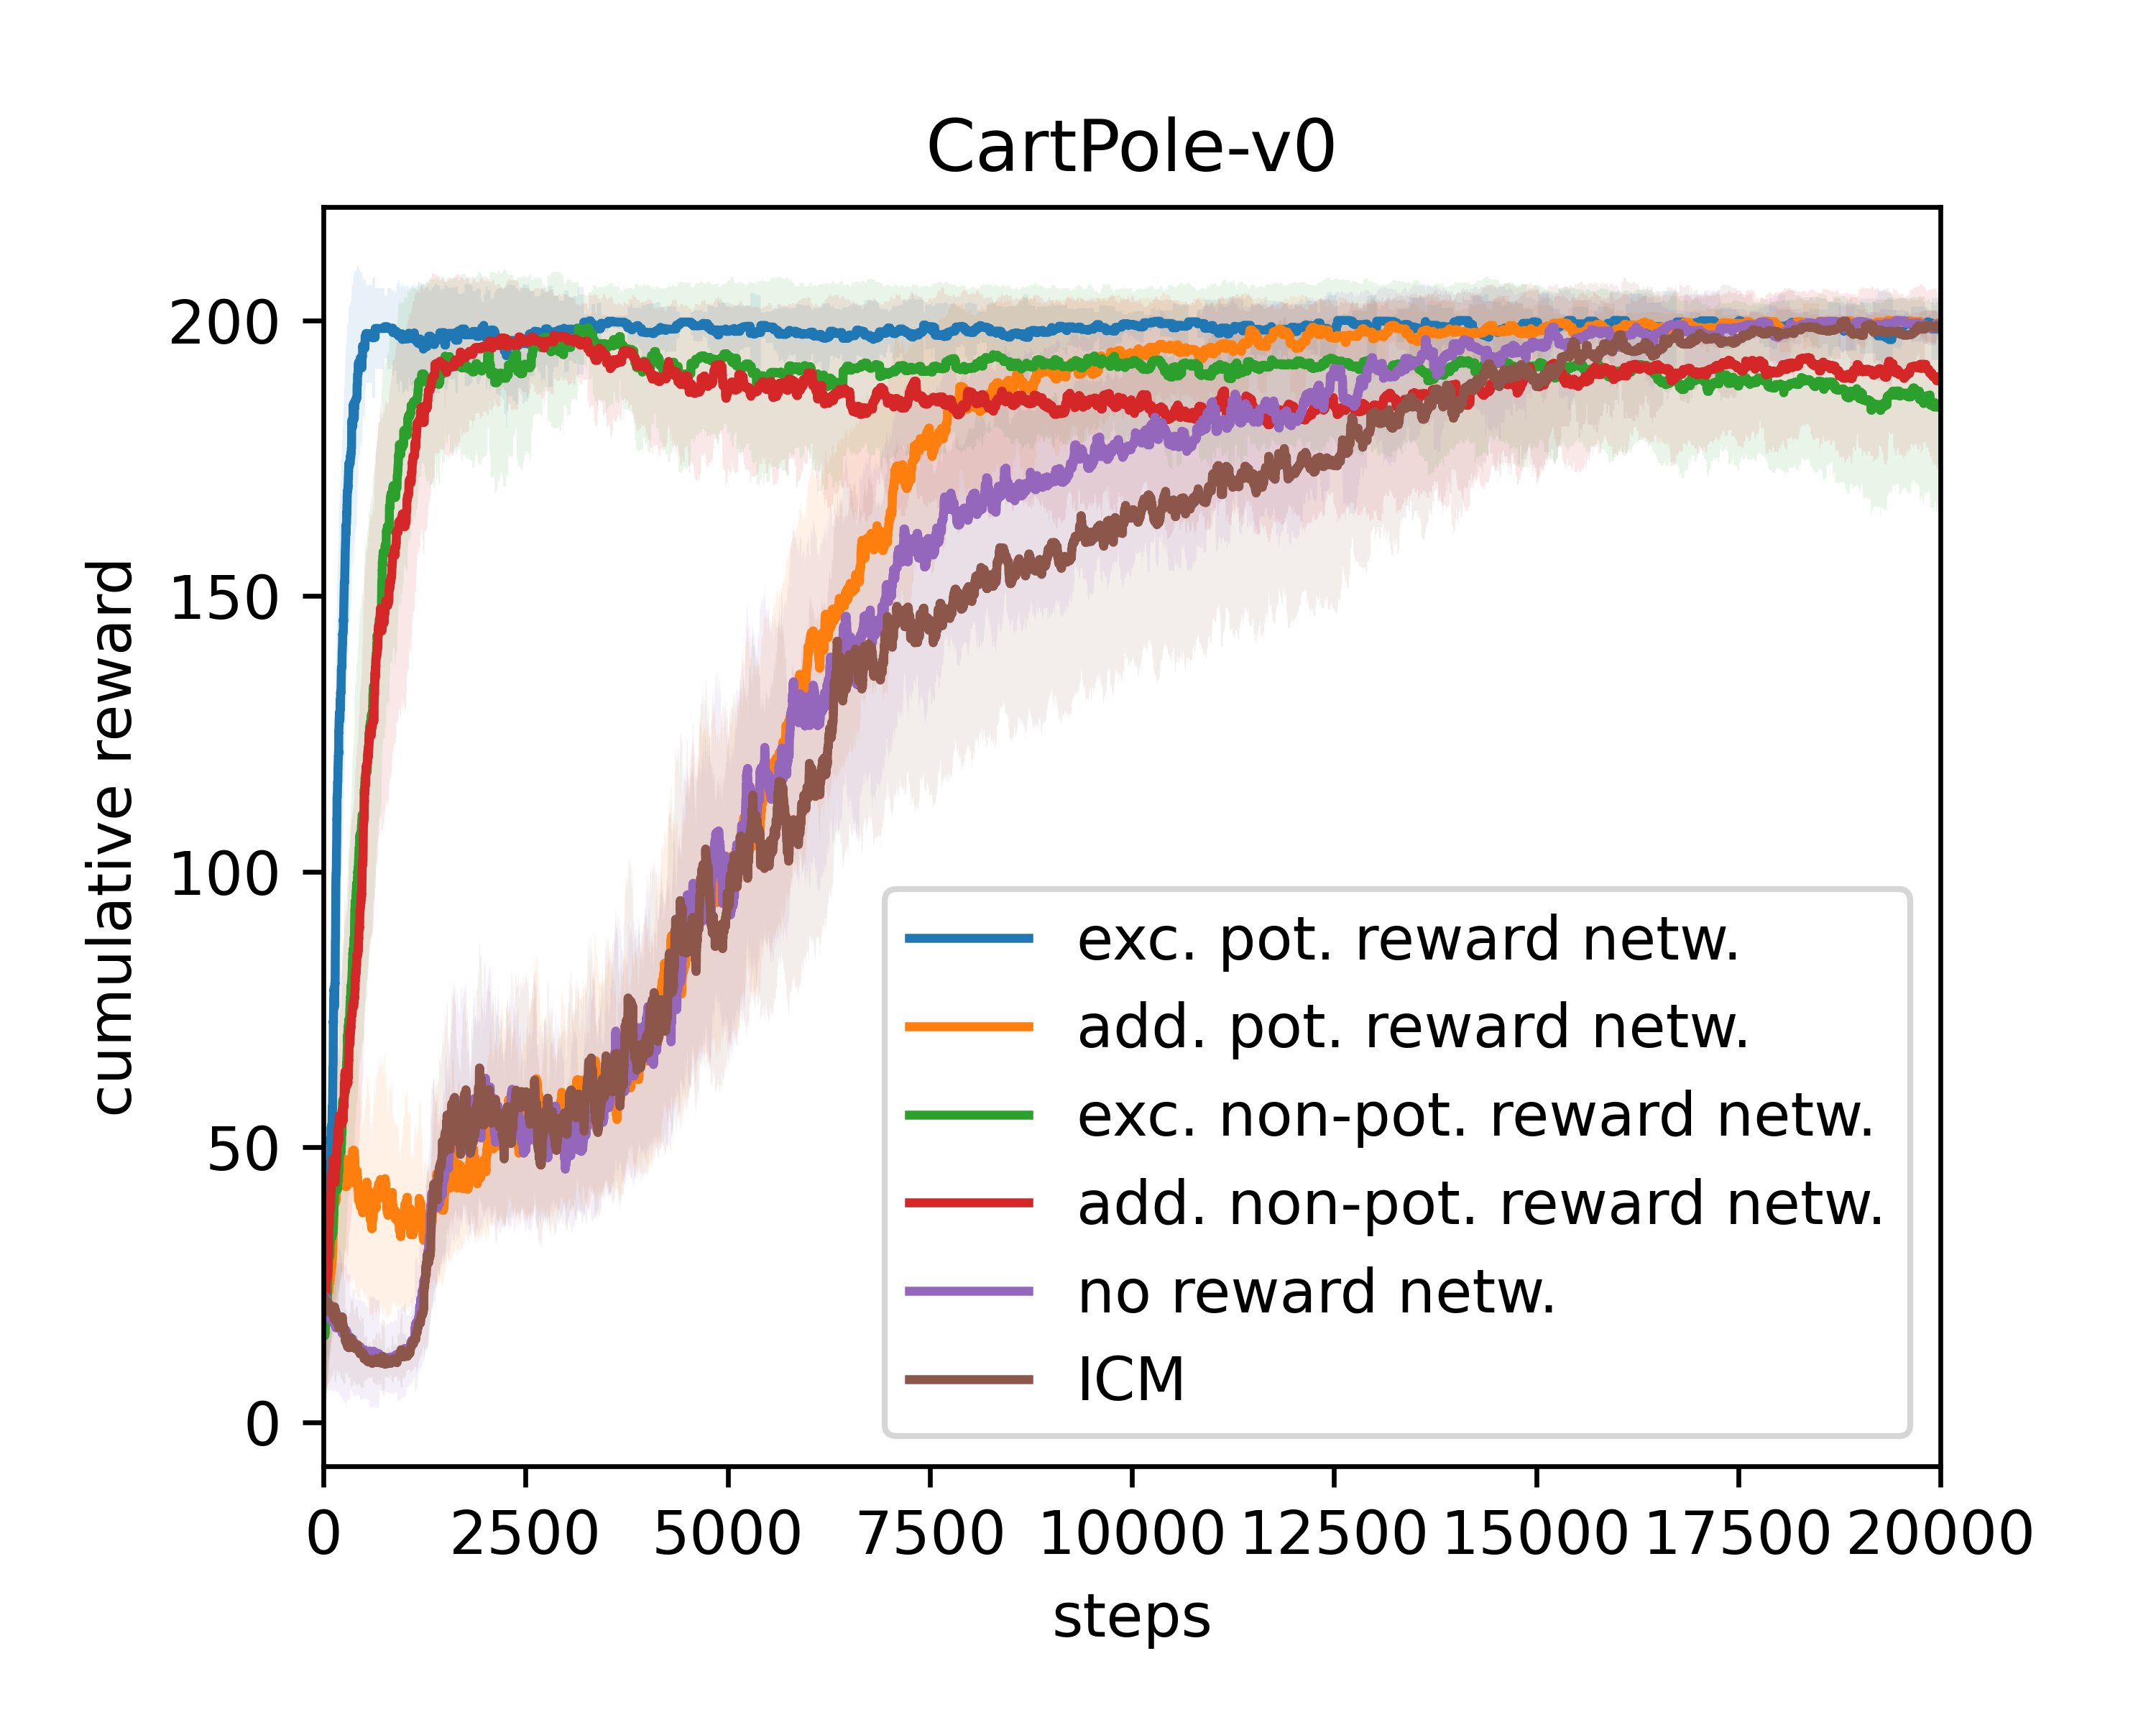 CartPole-v0
cumulative reward
200
150
100
50
0
exc. pot. reward netw.
add. pot. reward netw.
exc. non-pot. reward netw.
add. non-pot. reward netw.
no reward netw.
ICM
0 2500 5000 7500 10000 12500 15000 17500 20000
steps